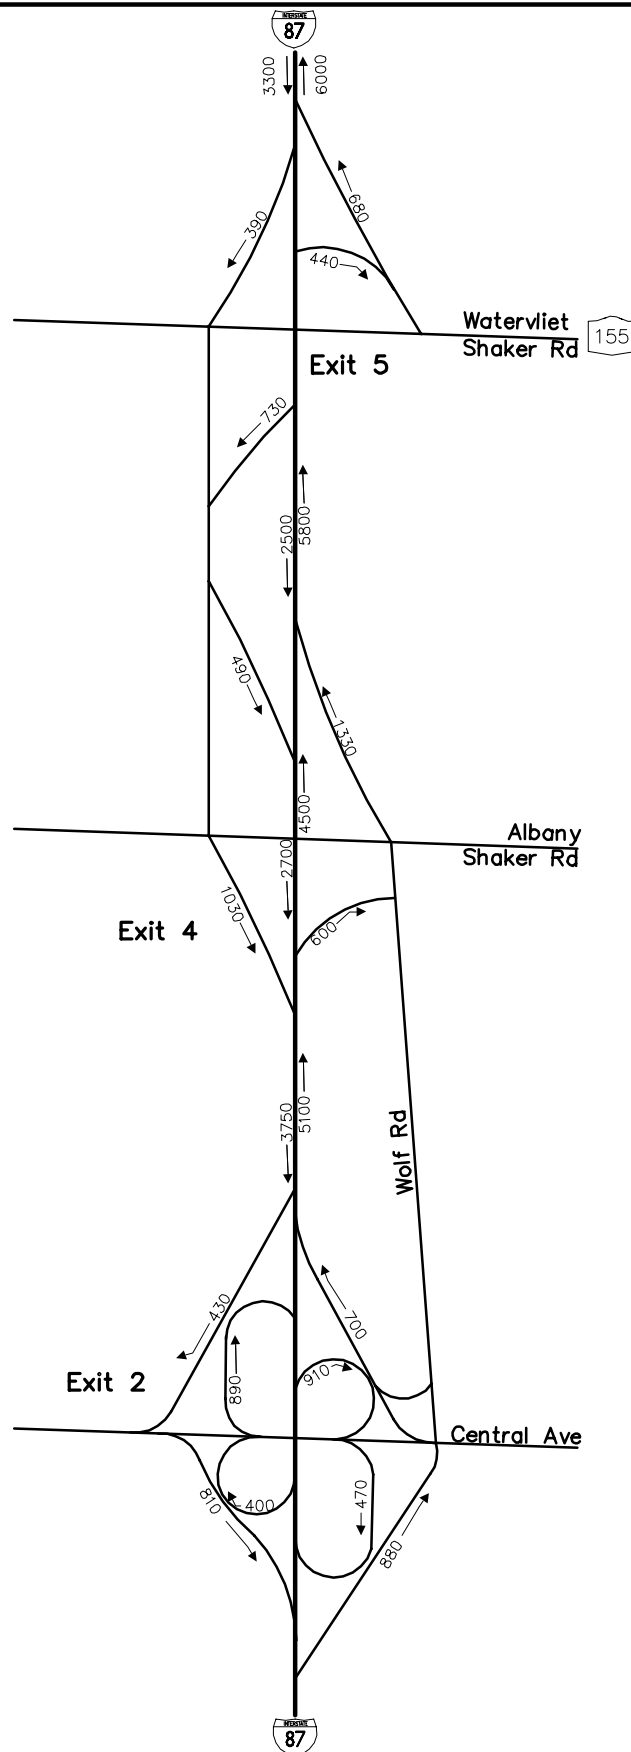 INTERSTATE
87
3300
6000
390
680
440
Watervliet
Shaker Rd
155
Exit 5
730
2500
5800
490
1330
4500
Albany
Shaker Rd
2700
1030
Exit 4
600
3750
5100
Wolf Rd
430
700
890
910
Exit 2
Central Ave
810
400
470
880
INTERSTATE
87